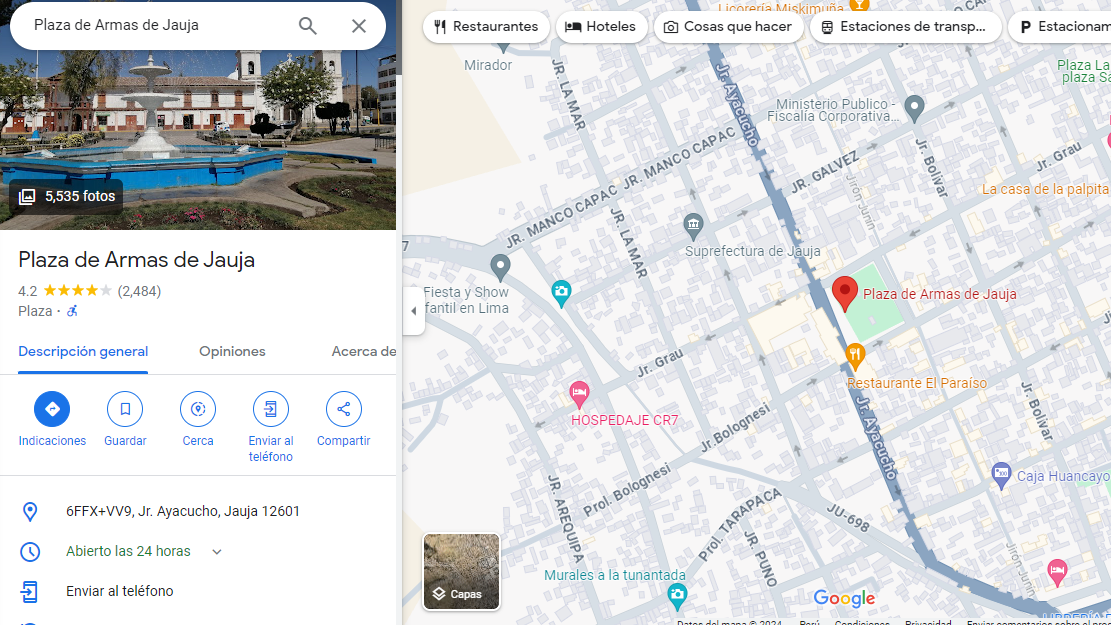 Plaza de Armas de Jauja
5,535 fotos
Plaza de Armas de Jauja
4.2 (2,484)
Plaza ·
Descripción general
Opiniones
Acerca de
Indicaciones
Guardar
Cerca
Enviar al
teléfono
Compartir
6FFX+VV9, Jr. Ayacucho, Jauja 12601
Abierto las 24 horas
Enviar al teléfono
Restaurantes
Hoteles
Cosas que hacer
Estaciones de transp...
P Estacionam
Licorería Miskimuña
Mirador
JR. LA MAR
Jr. Ayacucho
Plaza La
plaza Sa
Ministerio Publico -
Fiscalía Corporativa...
JR. MANCO CAPAC
JR. GALVEZ
Jr. Bolívar
Jr. Grau
Jirón Junín
La casa de la palpita
JR. MANCO CAPAC
JR. LA MAR
7
Suprefectura de Jauja
Fiesta y Show
fantil en Lima
Plaza de Armas de Jauja
Jr. Grau
Restaurante El Paraíso
HOSPEDAJE CR7
Jr. Bolognesi
Jr. Bolívar
Jr. Ayacucho
Prol. Bolognesi
Caja Huancayo
JR. AREQUIPA
Prol. TARAPACA
JU-698
JR. PUNO
Jirón Junín
Murales a la tunantada
Capas
Google
Datos del mapa © 2024
Perú
Condiciones
Privacidad
Enviar comentarios sobre el pro